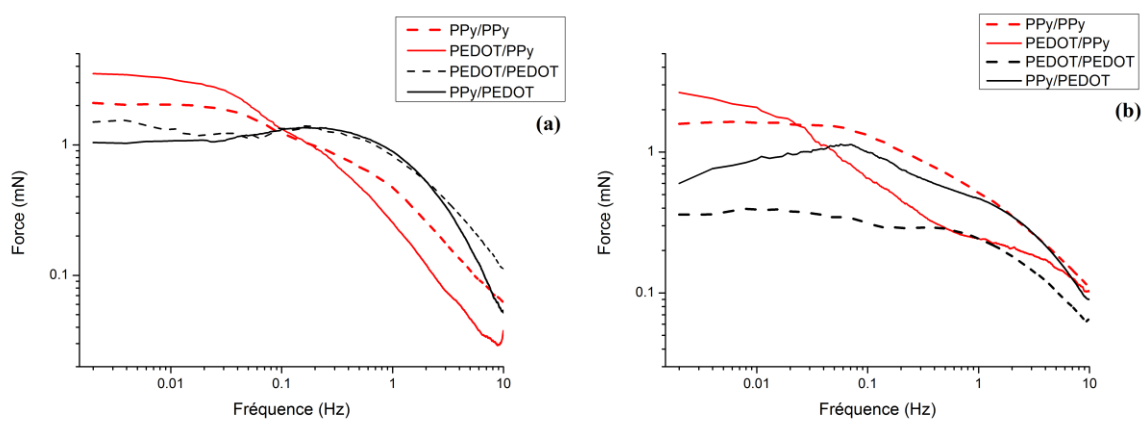 (a)
PPy/PPy
PEDOT/PPy
PEDOT/PEDOT
PPy/PEDOT
1
0.1
Force (mN)
0.01
0.1
1
10
Fréquence (Hz)
(b)
PPy/PPy
PEDOT/PPy
PEDOT/PEDOT
PPy/PEDOT
1
0.1
Force (mN)
0.01
0.1
1
10
Fréquence (Hz)